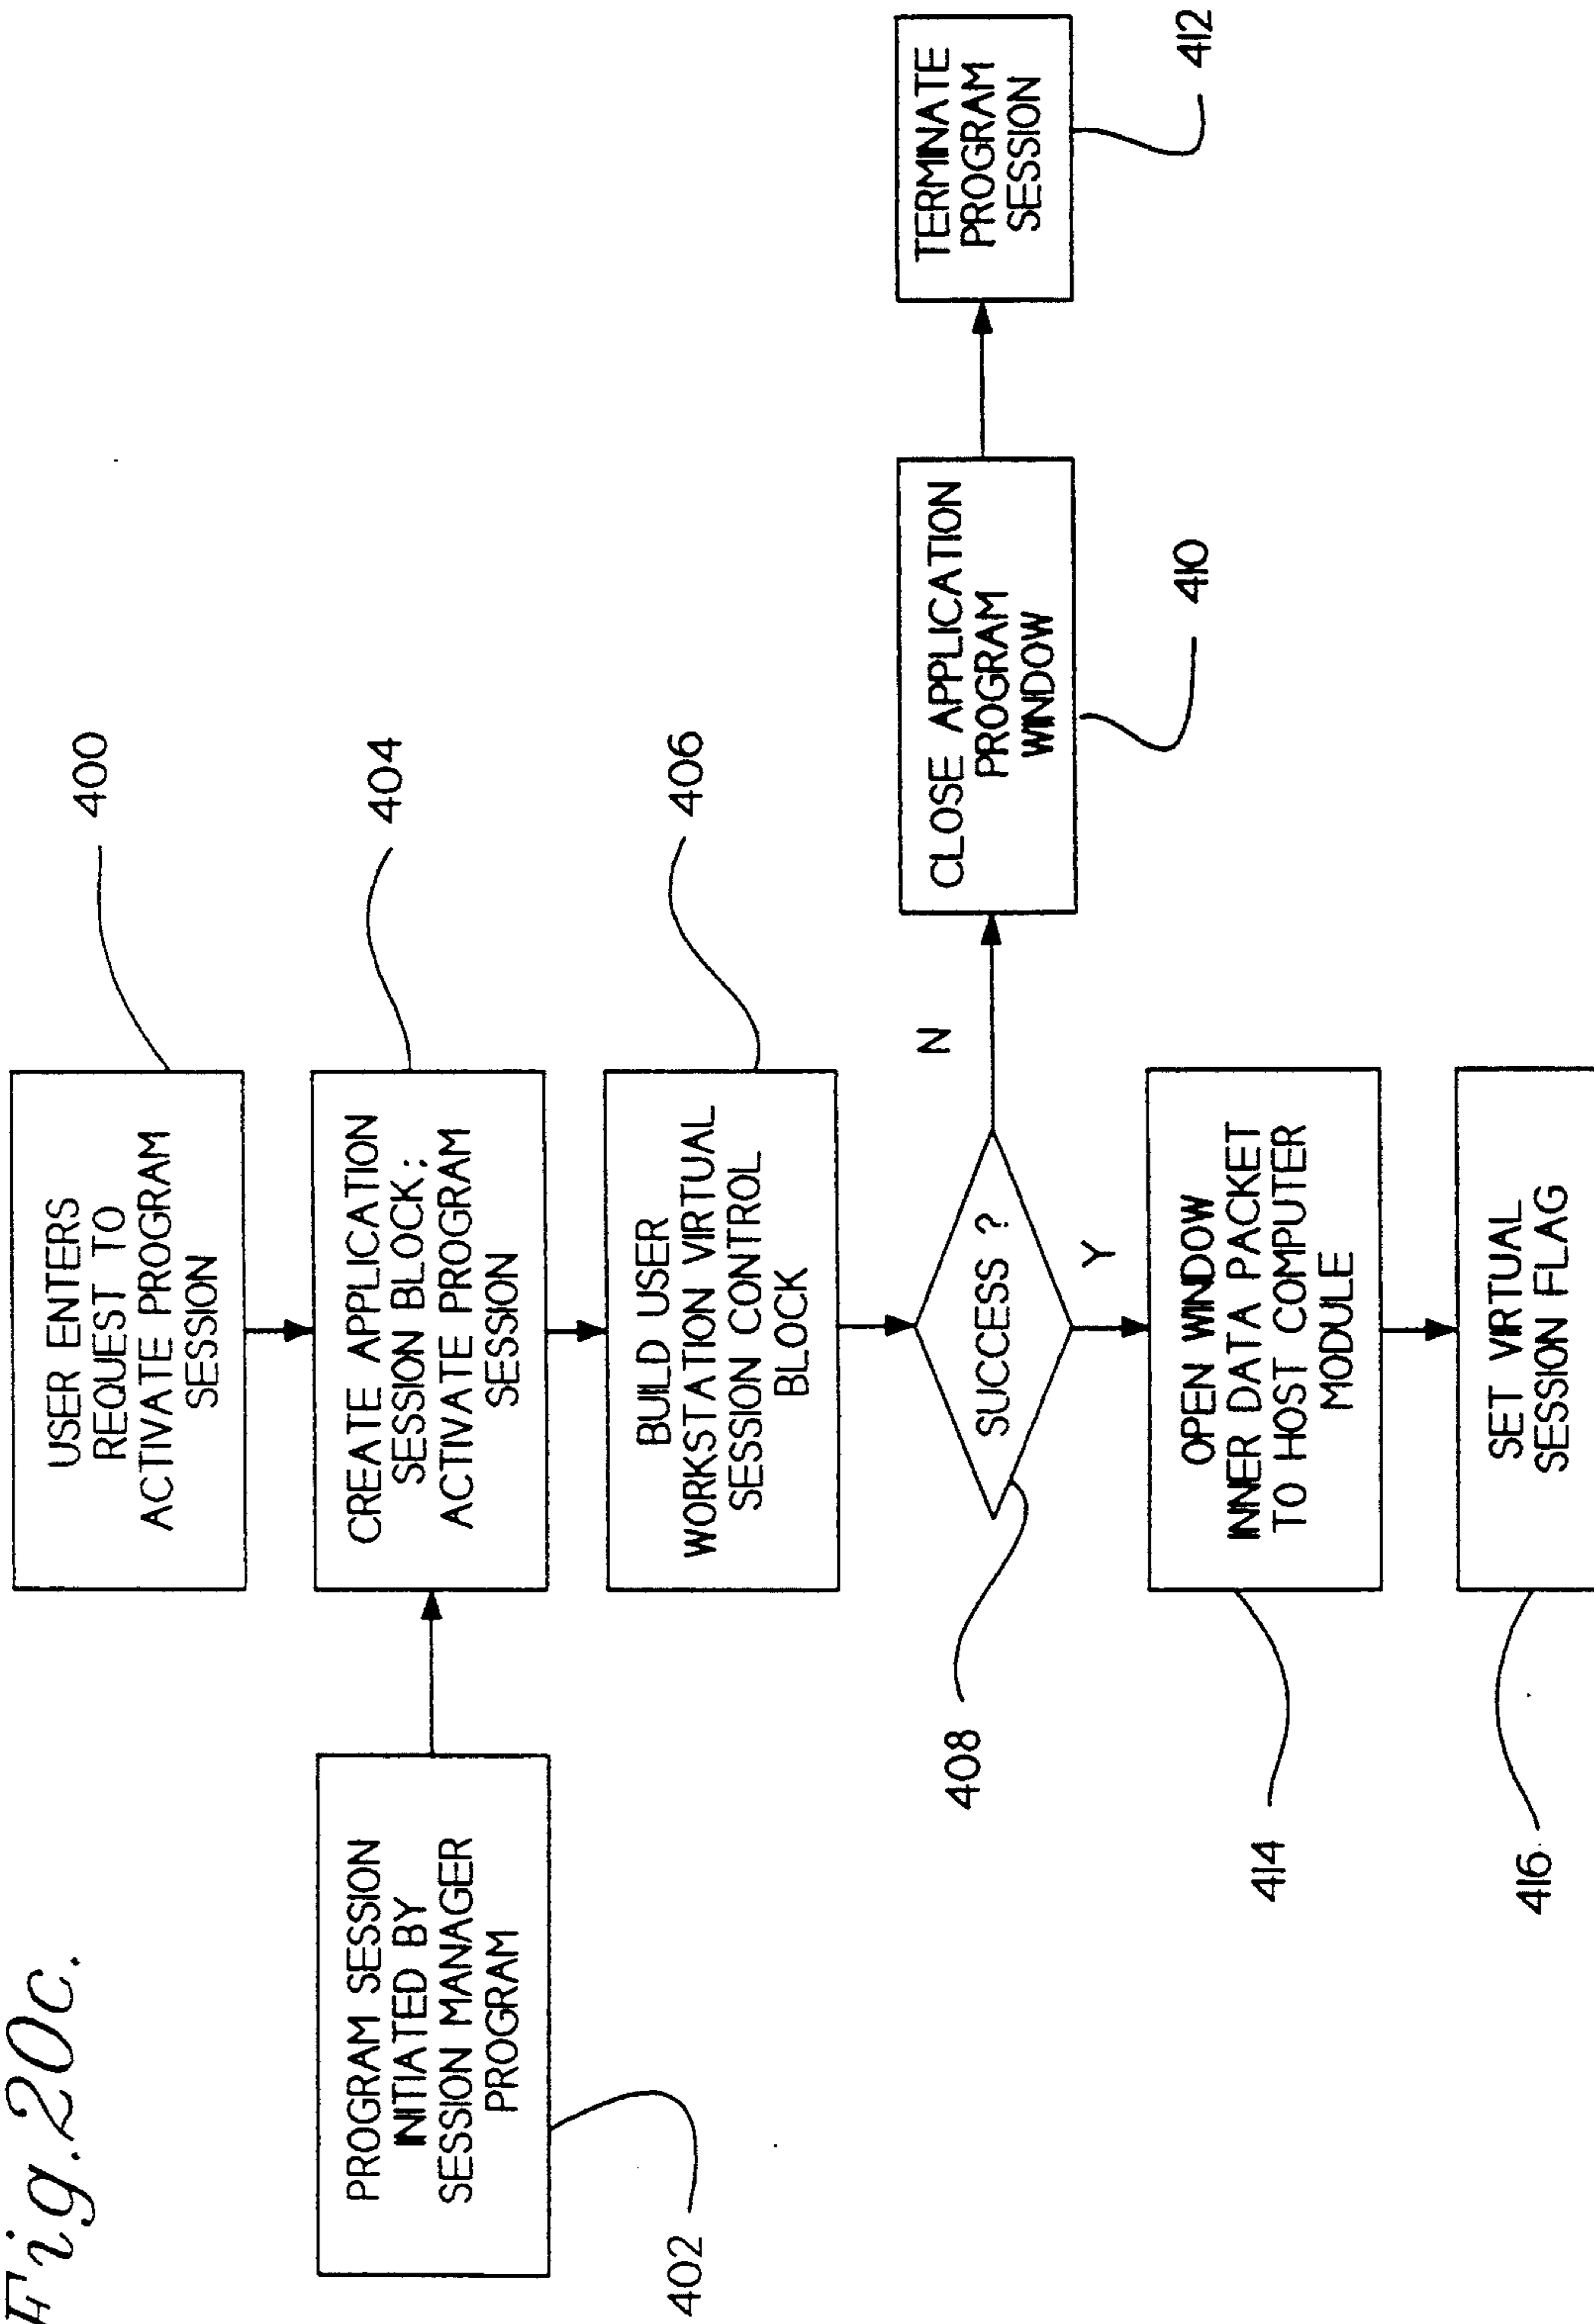 Fig. 20c.
USER ENTERS
REQUEST TO
ACTIVATE PROGRAM
SESSION
400
PROGRAM SESSION
INITIATED BY
SESSION MANAGER
PROGRAM
402
CREATE APPLICATION
SESSION BLOCK;
ACTIVATE PROGRAM
SESSION
404
BUILD USER
WORKSTATION VIRTUAL
SESSION CONTROL
BLOCK
406
SUCCESS ?
408
N
CLOSE APPLICATION
PROGRAM
WINDOW
410
TERMINATE
PROGRAM
SESSION
412
Y
OPEN WINDOW
INNER DATA PACKET
TO HOST COMPUTER
MODULE
414
SET VIRTUAL
SESSION FLAG
416